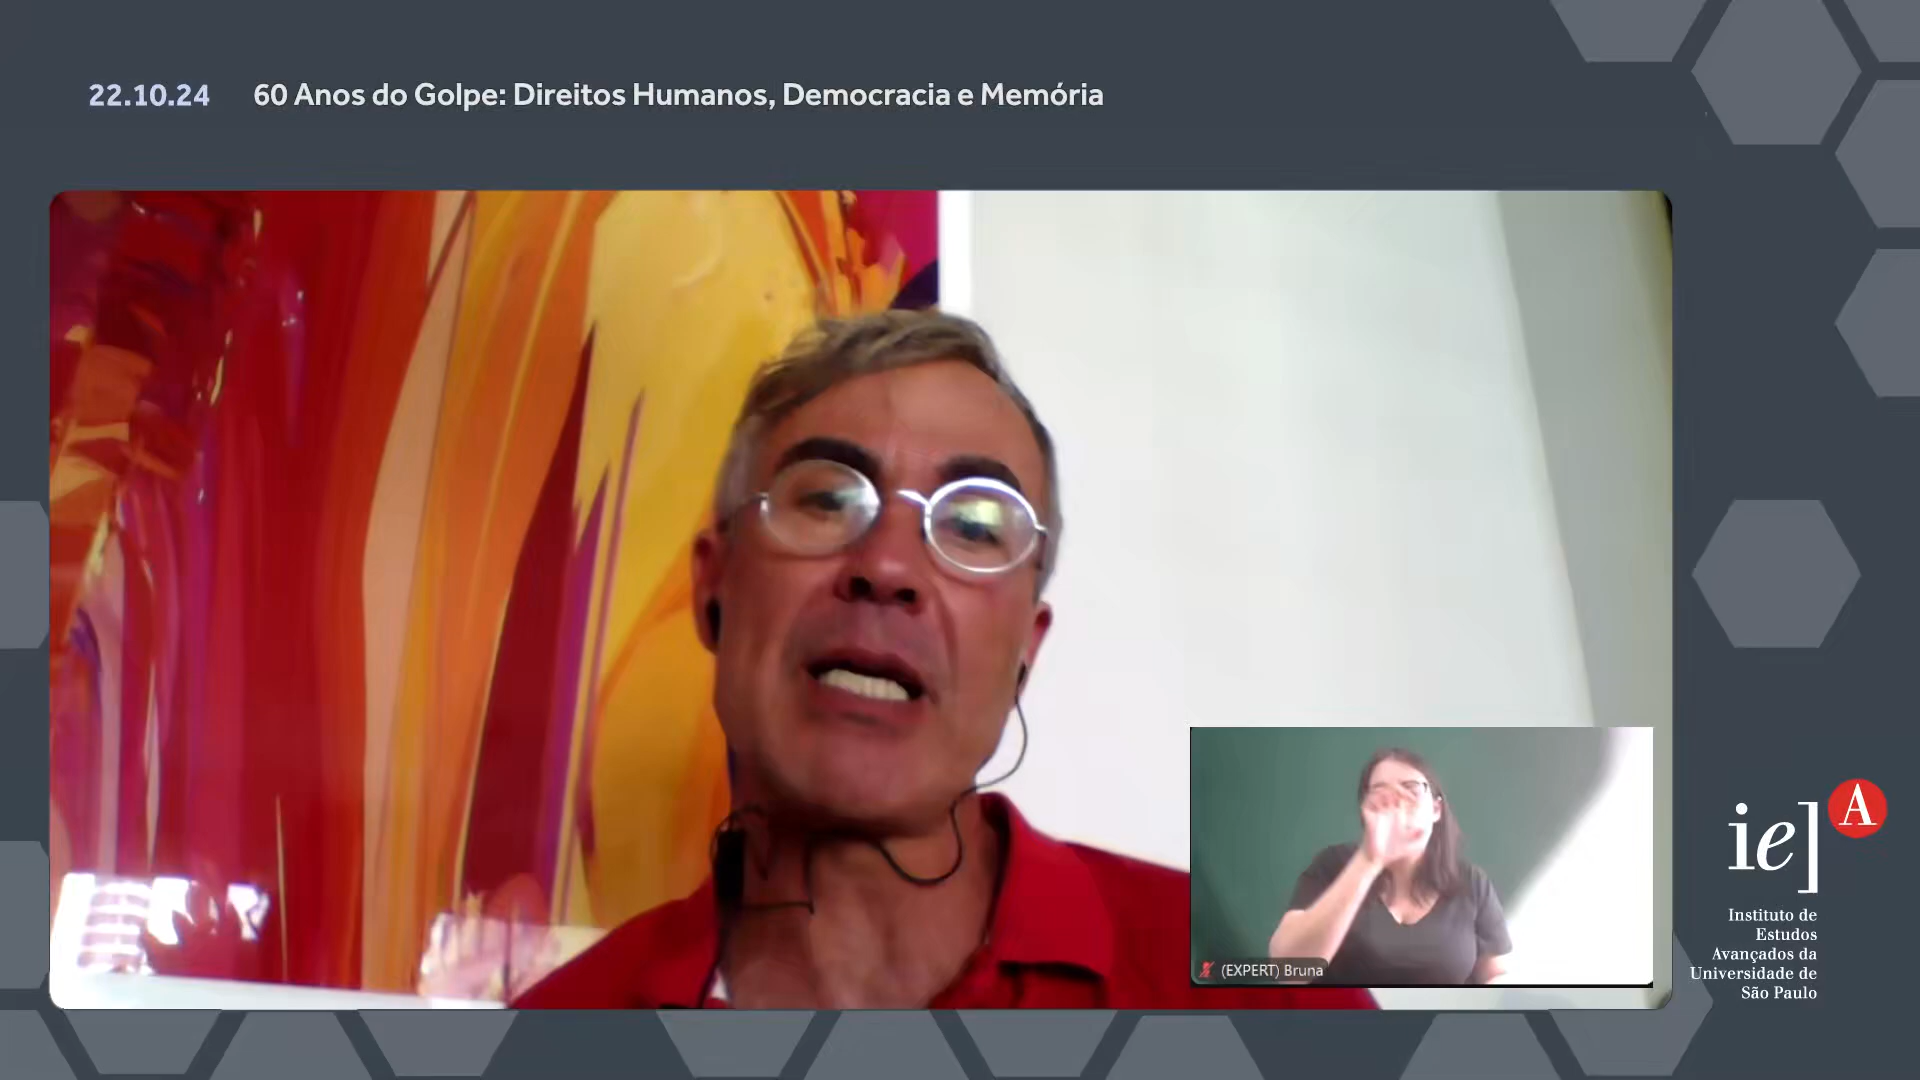 22.10.24 60 Anos do Golpe: Direitos Humanos, Democracia e Memória
(EXPERT) Bruna
ie]A
Instituto de
Estudos
Avançados da
Universidade de
São Paulo